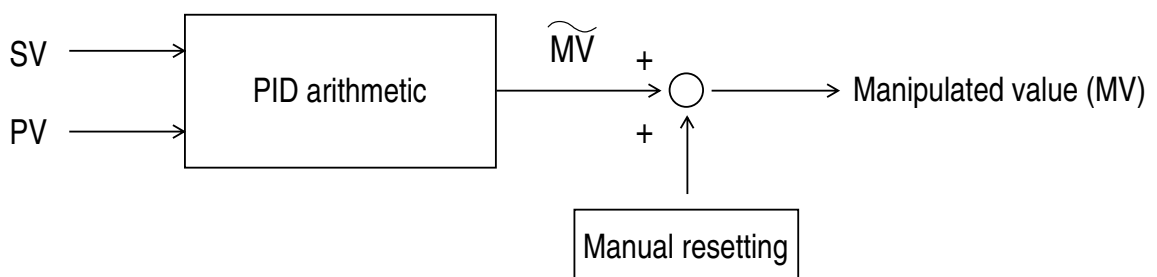 SV
PV
PID arithmetic
MV
+
+
Manipulated value (MV)
Manual resetting